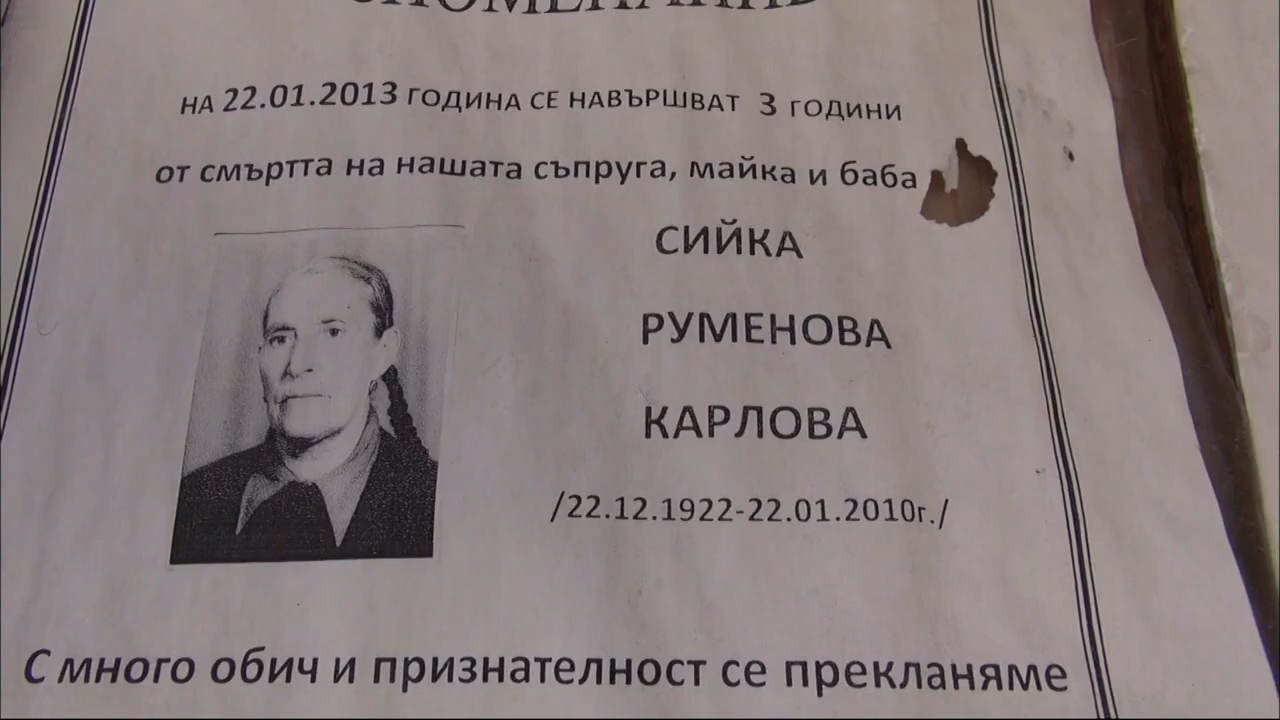 НА 22.01.2013 ГОДИНА СЕ НАВЪРШВАТ 3 ГОДИНИ
от смъртта на нашата съпруга, майка и баба
СИЙКА
РУМЕНОВА
КАРЛОВА
/22.12.1922-22.01.2010г./
С много обич и признателност се прекланяме